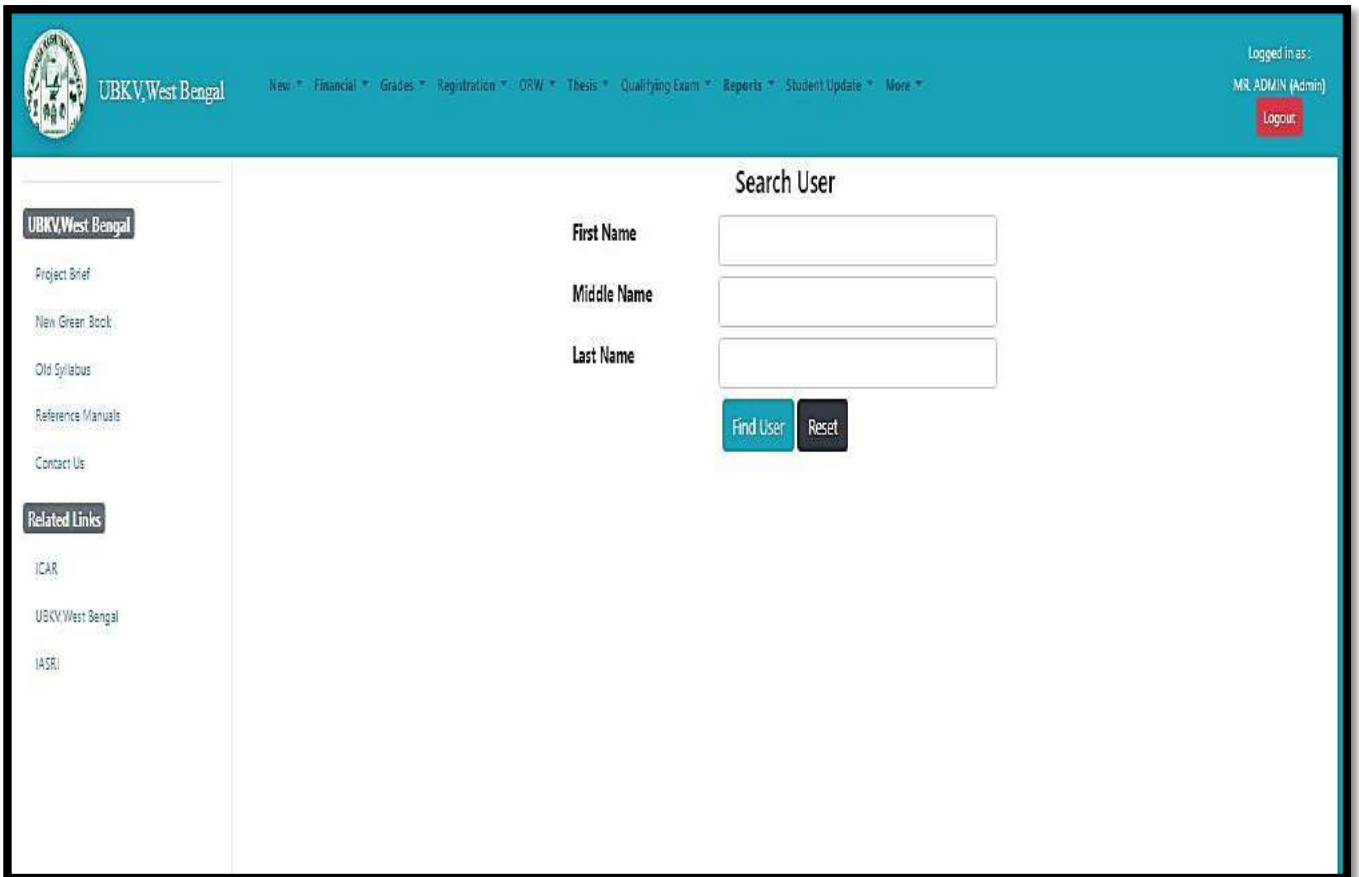 Logged in as :
UBKV,West Bengal New Financial Grades Registration ORW Thesis Qualifying Exam Reports Student Update More
MR. ADMIN (Admin)
Logout
Search User
UBKV,West Bengal
First Name
Project Brief
Middle Name
New Green Book
Last Name
Old Syllabus
Reference Manuals
Find User Reset
Contact Us
Related Links
ICAR
UBKV,West Bengal
IASRI